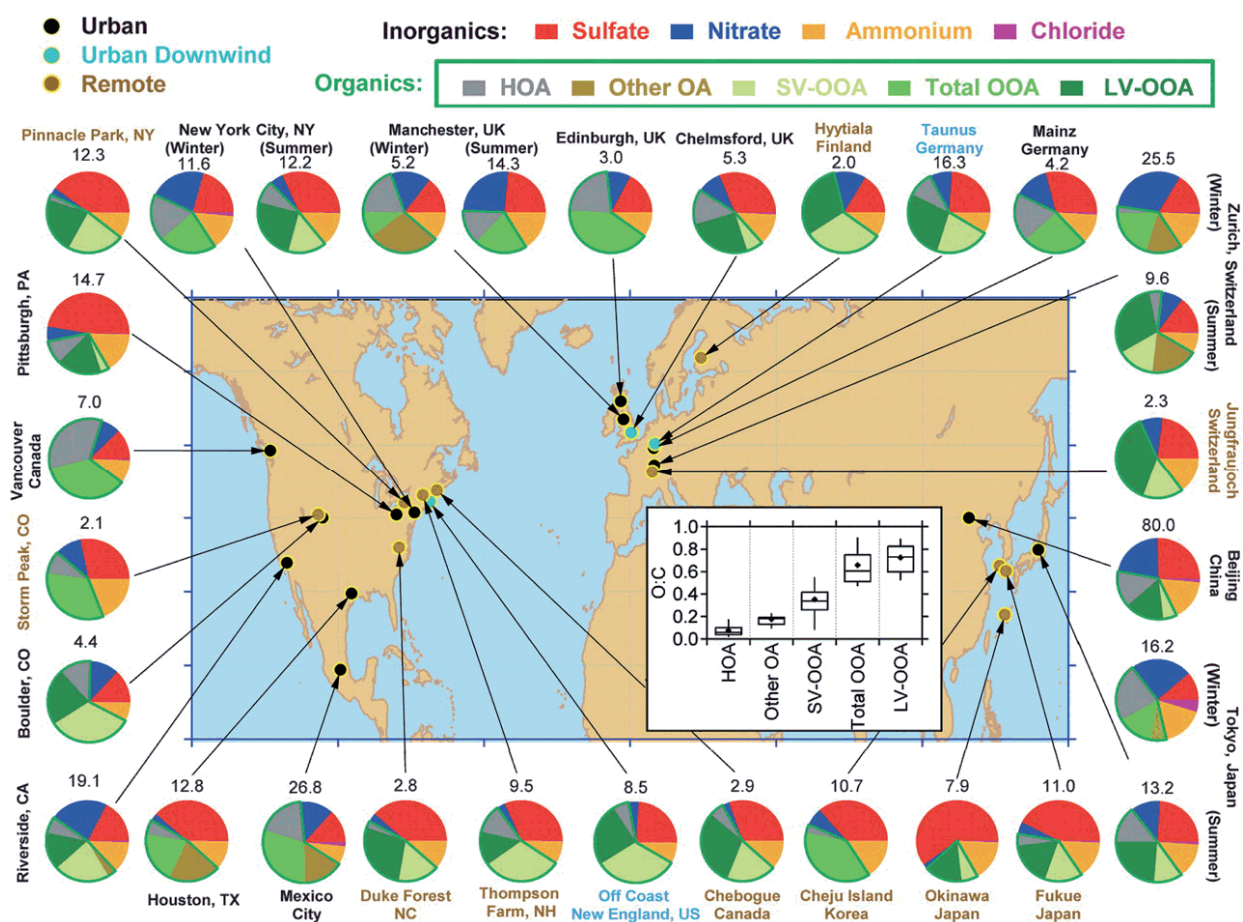 Urban
Urban Downwind
Remote
Inorganics: Sulfate Nitrate Ammonium Chloride
Organics: HOA Other OA SV-OOA Total OOA LV-OOA
Pinnacle Park, NY
12.3
New York City, NY
(Winter) (Summer)
11.6 12.2
Manchester, UK
(Winter) (Summer)
5.2 14.3
Edinburgh, UK
3.0
Chelmsford, UK
5.3
Hyytiala
Finland
2.0
Taunus
Germany
16.3
Mainz
Germany
4.2
25.5
Zurich, Switzerland
(Winter) (Summer)
9.6
Pittsburgh, PA
14.7
Vancouver
Canada
7.0
Storm Peak, CO
2.1
Boulder, CO
4.4
Riverside, CA
19.1
Jungfraujoch
Switzerland
2.3
Beijing
China
80.0
Tokyo, Japan
(Winter) (Summer)
16.2
13.2
O:C
1.0
0.8
0.6
0.4
0.2
0.0
HOA
Other OA
SV-OOA
Total OOA
LV-OOA
12.8
Houston, TX
26.8
Mexico
City
2.8
Duke Forest
NC
9.5
Thompson
Farm, NH
8.5
Off Coast
New England, US
2.9
Chebogue
Canada
10.7
Cheju Island
Korea
7.9
Okinawa
Japan
11.0
Fukue
Japan